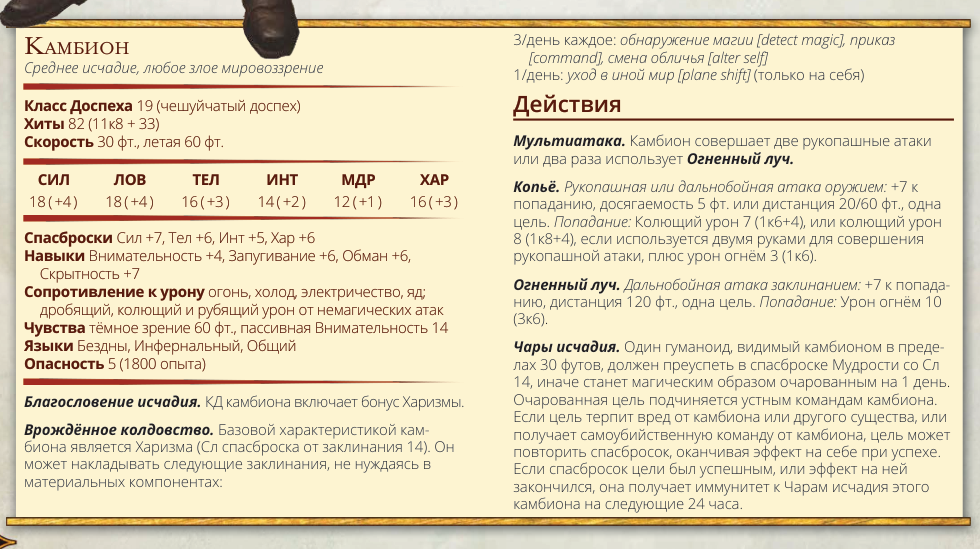 Камбион
Среднее исчадие, любое злое мировоззрение
Класс Доспеха 19 (чешуйчатый доспех)
Хиты 82 (11к8 + 33)
Скорость 30 фт., летая 60 фт.
СИЛ ЛОВ ТЕЛ ИНТ МДР ХАР
18 (+4) 18 (+4) 16 (+3) 14 (+2) 12 (+1) 16 (+3)
Спасброски Сил +7, Тел +6, Инт +5, Хар +6
Навыки Внимательность +4, Запугивание +6, Обман +6,
Скрытность +7
Сопротивление к урону огонь, холод, электричество, яд;
дробящий, колющий и рубящий урон от немагических атак
Чувства тёмное зрение 60 фт., пассивная Внимательность 14
Языки Бездны, Инфернальный, Общий
Опасность 5 (1800 опыта)
Благословение исчадия. КД камбиона включает бонус Харизмы.
Врождённое колдовство. Базовой характеристикой кам-
биона является Харизма (Сл спасброска от заклинания 14). Он
может накладывать следующие заклинания, не нуждаясь в
материальных компонентах:
3/день каждое: обнаружение магии [detect magic], приказ
[command], смена обличья [alter self]
1/день: уход в иной мир [plane shift] (только на себя)
Действия
Мультиатака. Камбион совершает две рукопашные атаки
или два раза использует Огненный луч.
Копьё. Рукопашная или дальнобойная атака оружием: +7 к
попаданию, досягаемость 5 фт. или дистанция 20/60 фт., одна
цель. Попадание: Колющий урон 7 (1к6+4), или колющий урон
8 (1к8+4), если используется двумя руками для совершения
рукопашной атаки, плюс урон огнём 3 (1к6).
Огненный луч. Дальнобойная атака заклинанием: +7 к попада-
нию, дистанция 120 фт., одна цель. Попадание: Урон огнём 10
(3к6).
Чары исчадия. Один гуманоид, видимый камбионом в преде-
лах 30 футов, должен преуспеть в спасброске Мудрости со Сл
14, иначе станет магическим образом очарованным на 1 день.
Очарованная цель подчиняется устным командам камбиона.
Если цель терпит вред от камбиона или другого существа, или
получает самоубийственную команду от камбиона, цель может
повторить спасбросок, оканчивая эффект на себе при успехе.
Если спасбросок цели был успешным, или эффект на ней
закончился, она получает иммунитет к Чарам исчадия этого
камбиона на следующие 24 часа.